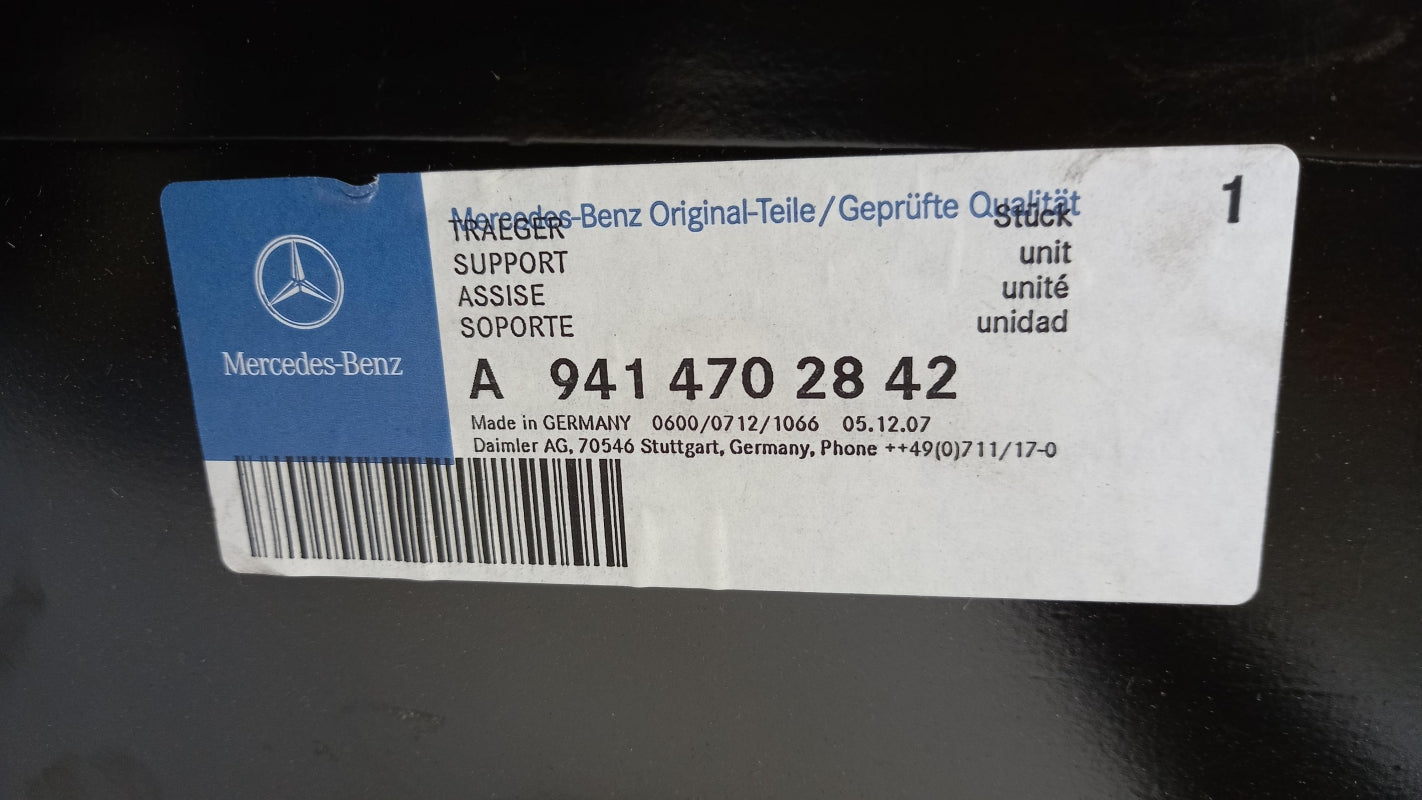 Mercedes-Benz Original-Teile/Geprüfte Qualität
1
TRAEGER Stück
SUPPORT unit
ASSISE unité
SOPORTE unidad
Mercedes-Benz
A 941 470 28 42
Made in GERMANY 0600/0712/1066 05.12.07
Daimler AG, 70546 Stuttgart, Germany, Phone ++49(0)711/17-0